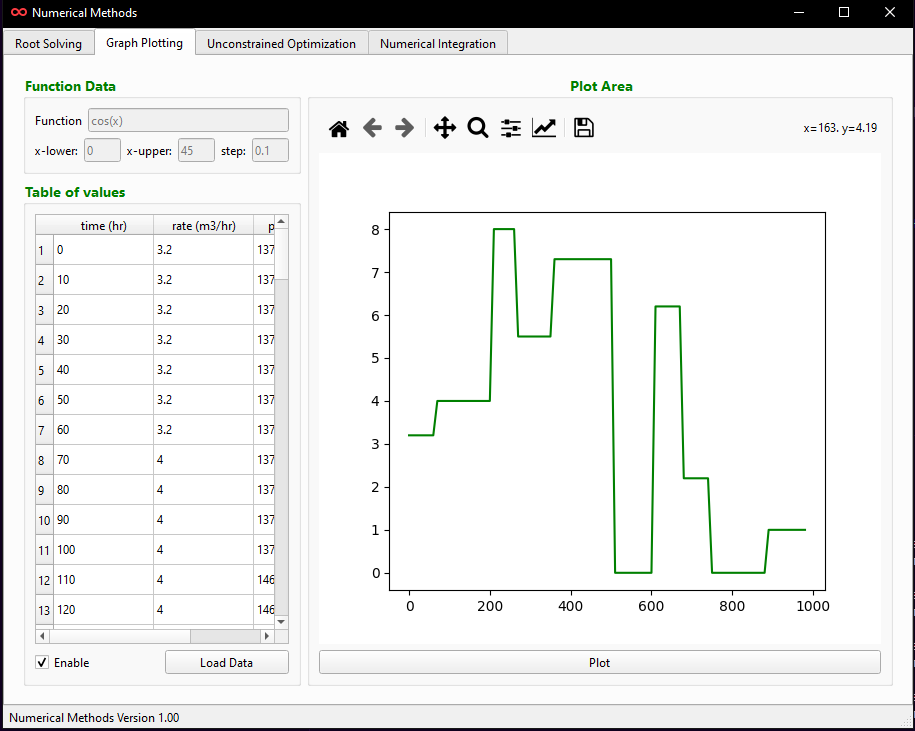 Numerical Methods
Root Solving Graph Plotting Unconstrained Optimization Numerical Integration
Function Data
Function cos(x)
x-lower: 0 x-upper: 45 step: 0.1
Table of values
time (hr) rate (m3/hr) p
1 0 3.2 137
2 10 3.2 137
3 20 3.2 137
4 30 3.2 137
5 40 3.2 137
6 50 3.2 137
7 60 3.2 137
8 70 4 137
9 80 4 137
10 90 4 137
11 100 4 137
12 110 4 146
13 120 4 146
Enable Load Data
Plot Area
x=163. y=4.19
8
7
6
5
4
3
2
1
0
0 200 400 600 800 1000
Plot
Numerical Methods Version 1.00